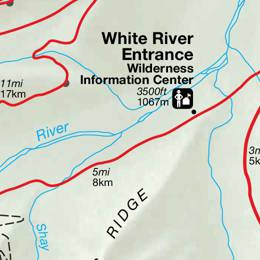 White River
Entrance
Wilderness
Information Center
3500ft
1067m
11mi
17km
River
5mi
8km
3m
5k
RIDGE
Shay